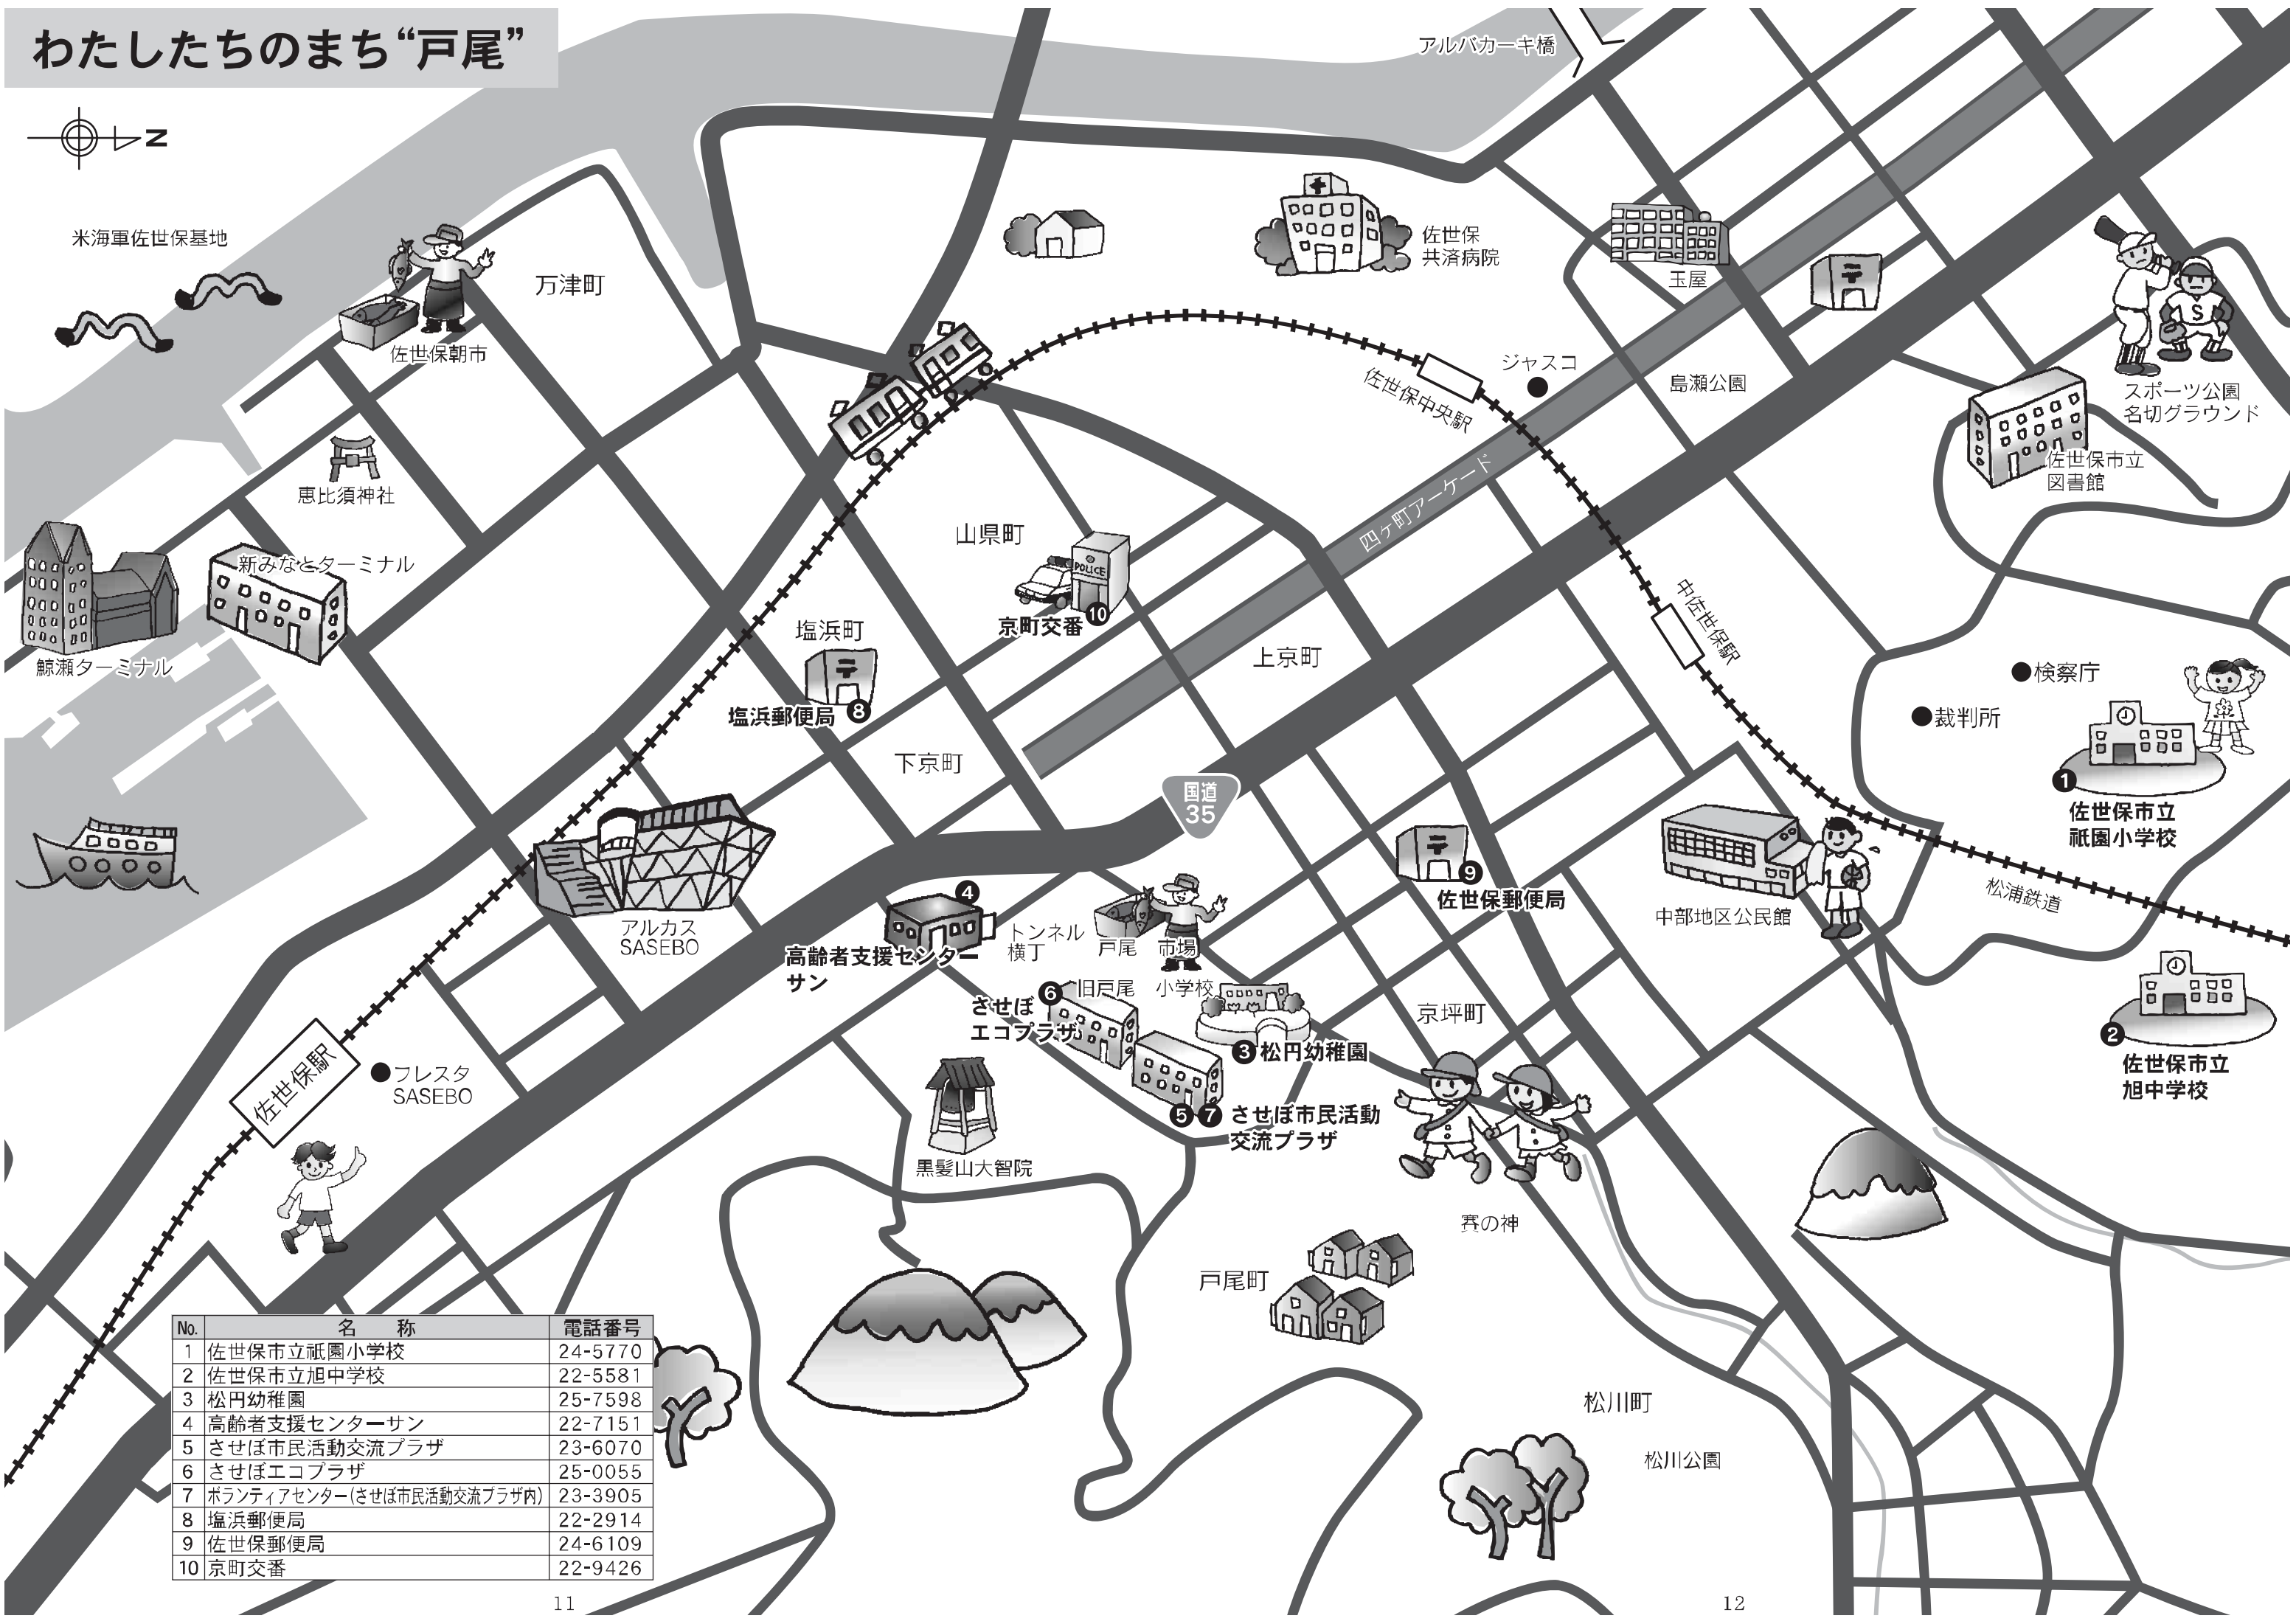 わたしたちのまち“戸尾”
アルバカーキ橋
N
米海軍佐世保基地
万津町
佐世保朝市
佐世保
共済病院
玉屋
ジャスコ
佐世保中央駅
島瀬公園
S
スポーツ公園
名切グラウンド
佐世保市立
図書館
恵比須神社
四ヶ町アーケード
新みなとターミナル
鯨瀬ターミナル
山県町
POLICE
京町交番 10
塩浜町
〒
塩浜郵便局 8
上京町
中佐世保駅
検察庁
裁判所
1
佐世保市立
祇園小学校
下京町
国道
35
アルカス
SASEBO
4
高齢者支援センター
サン
トンネル
横丁
戸尾 市場
〒
9
佐世保郵便局
中部地区公民館
松浦鉄道
2
佐世保市立
旭中学校
6 旧戸尾 小学校
させぼ
エコプラザ
3 松円幼稚園
京坪町
5 7 させぼ市民活動
交流プラザ
佐世保駅
フレスタ
SASEBO
黒髪山大智院
賽の神
戸尾町
松川町
松川公園
No. 名 称 電話番号
1 佐世保市立祇園小学校 24-5770
2 佐世保市立旭中学校 22-5581
3 松円幼稚園 25-7598
4 高齢者支援センターサン 22-7151
5 させぼ市民活動交流プラザ 23-6070
6 させぼエコプラザ 25-0055
7 ボランティアセンター(させぼ市民活動交流プラザ内) 23-3905
8 塩浜郵便局 22-2914
9 佐世保郵便局 24-6109
10 京町交番 22-9426
11
12